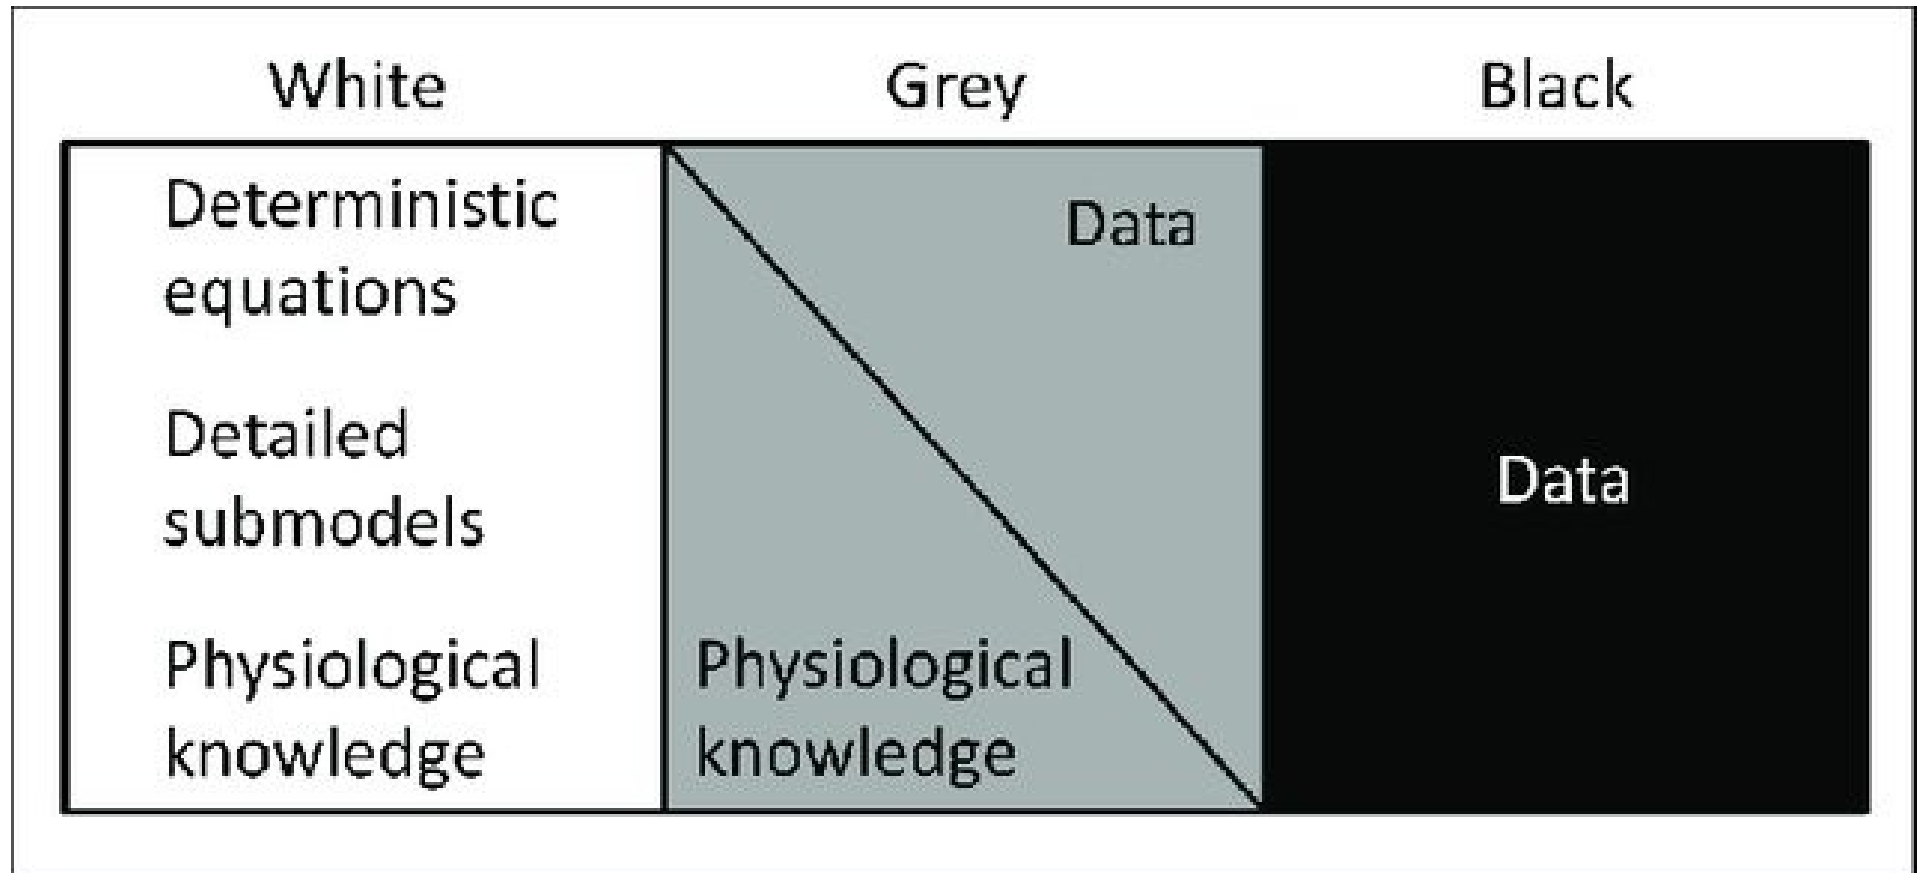 White
Grey
Black
Deterministic
equations
Detailed
submodels
Physiological
knowledge
Data
Physiological
knowledge
Data